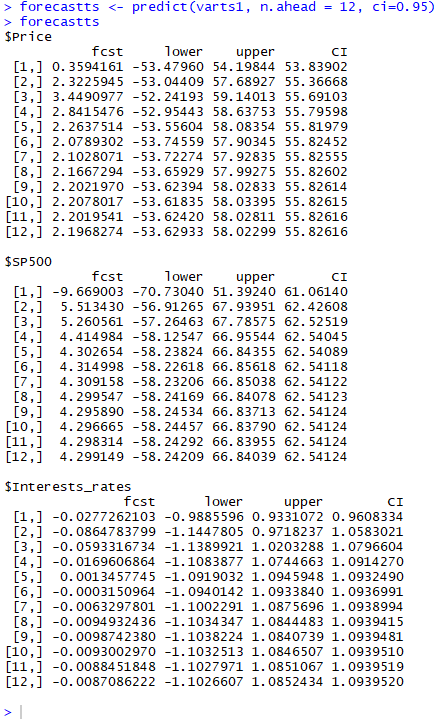 > forecastts <- predict(varts1, n.ahead = 12, ci=0.95)
> forecastts
$Price
fcst lower upper CI
[1,] 0.3594161 -53.47960 54.19844 53.83902
[2,] 2.3225945 -53.04409 57.68927 55.36668
[3,] 3.4490977 -52.24193 59.14013 55.69103
[4,] 2.8415476 -52.95443 58.63753 55.79598
[5,] 2.2637514 -53.55604 58.08354 55.81979
[6,] 2.0789302 -53.74559 57.90345 55.82452
[7,] 2.1028071 -53.72274 57.92835 55.82555
[8,] 2.1667294 -53.65929 57.99275 55.82602
[9,] 2.2021970 -53.62394 58.02833 55.82614
[10,] 2.2078017 -53.61835 58.03395 55.82615
[11,] 2.2019541 -53.62420 58.02811 55.82616
[12,] 2.1968274 -53.62933 58.02299 55.82616
$SP500
fcst lower upper CI
[1,] -9.669003 -70.73040 51.39240 61.06140
[2,] 5.513430 -56.91265 67.93951 62.42608
[3,] 5.260561 -57.26463 67.78575 62.52519
[4,] 4.414984 -58.12547 66.95544 62.54045
[5,] 4.302654 -58.23824 66.84355 62.54089
[6,] 4.314998 -58.22618 66.85618 62.54118
[7,] 4.309158 -58.23206 66.85038 62.54122
[8,] 4.299547 -58.24169 66.84078 62.54123
[9,] 4.295890 -58.24534 66.83713 62.54124
[10,] 4.296665 -58.24457 66.83790 62.54124
[11,] 4.298314 -58.24292 66.83955 62.54124
[12,] 4.299149 -58.24209 66.84039 62.54124
$Interests_rates
fcst lower upper CI
[1,] -0.0277262103 -0.9885596 0.9331072 0.9608334
[2,] -0.0864783799 -1.1447805 0.9718237 1.0583021
[3,] -0.0593316734 -1.1389921 1.0203288 1.0796604
[4,] -0.0169606864 -1.1083877 1.0744663 1.0914270
[5,] 0.0013457745 -1.0919032 1.0945948 1.0932490
[6,] -0.0003150964 -1.0940142 1.0933840 1.0936991
[7,] -0.0063297801 -1.1002291 1.0875696 1.0938994
[8,] -0.0094932436 -1.1034347 1.0844483 1.0939415
[9,] -0.0098742380 -1.1038224 1.0840739 1.0939481
[10,] -0.0093002970 -1.1032513 1.0846507 1.0939510
[11,] -0.0088451848 -1.1027971 1.0851067 1.0939519
[12,] -0.0087086222 -1.1026607 1.0852434 1.0939520
>